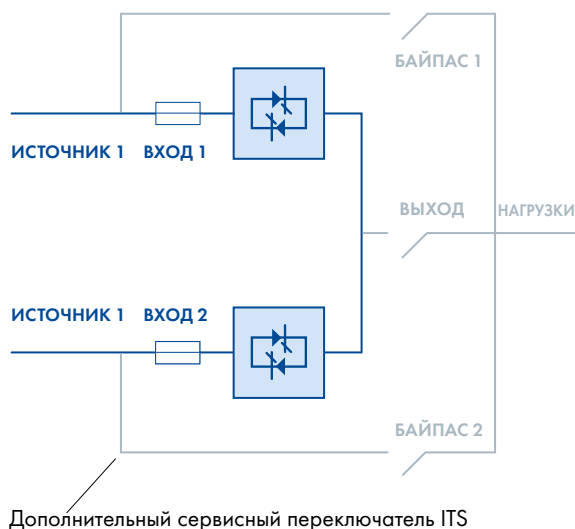 БАЙПАС 1
ИСТОЧНИК 1 ВХОД 1
ВЫХОД НАГРУЗКИ
ИСТОЧНИК 1 ВХОД 2
БАЙПАС 2
Дополнительный сервисный переключатель ITS